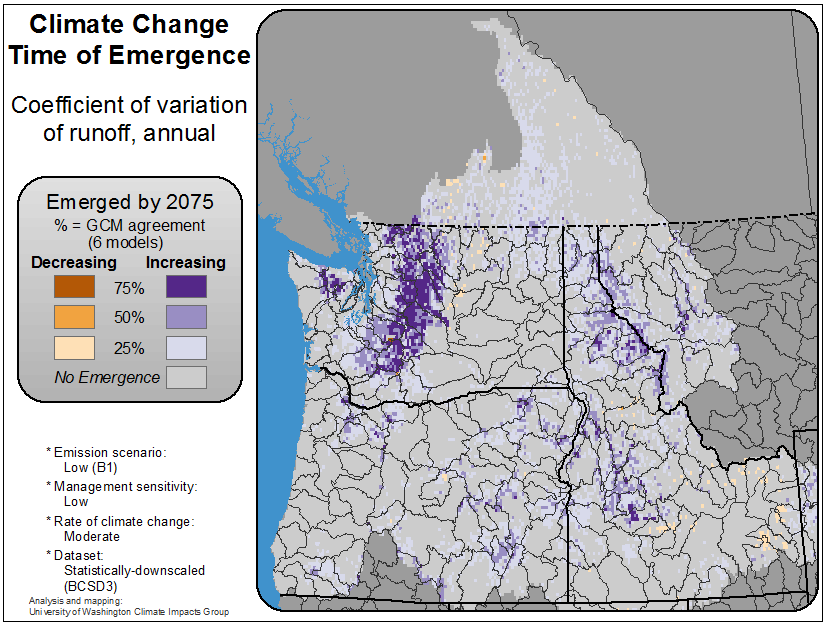 Climate Change
Time of Emergence
Coefficient of variation
of runoff, annual
Emerged by 2075
% = GCM agreement
(6 models)
Decreasing Increasing
75%
50%
25%
No Emergence
* Emission scenario:
Low (B1)
* Management sensitivity:
Low
* Rate of climate change:
Moderate
* Dataset:
Statistically-downscaled
(BCSD3)
Analysis and mapping:
University of Washington Climate Impacts Group